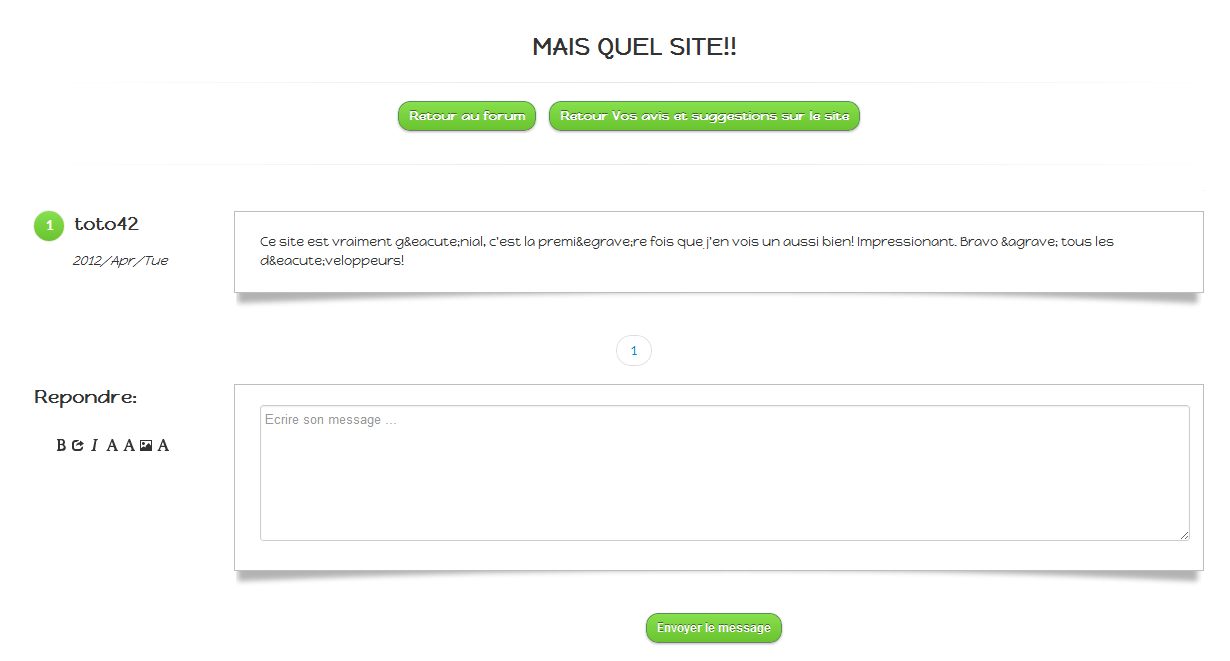 MAIS QUEL SITE!!
Retour au forum
Retour Vos avis et suggestions sur le site
1
toto42
2012/Apr/Tue
Ce site est vraiment g&eacute;nial, c'est la premi&egrave;re fois que j'en vois un aussi bien! Impressionant. Bravo &agrave; tous les
d&eacute;veloppeurs!
1
Repondre:
B I A A A
Ecrire son message ...
Envoyer le message